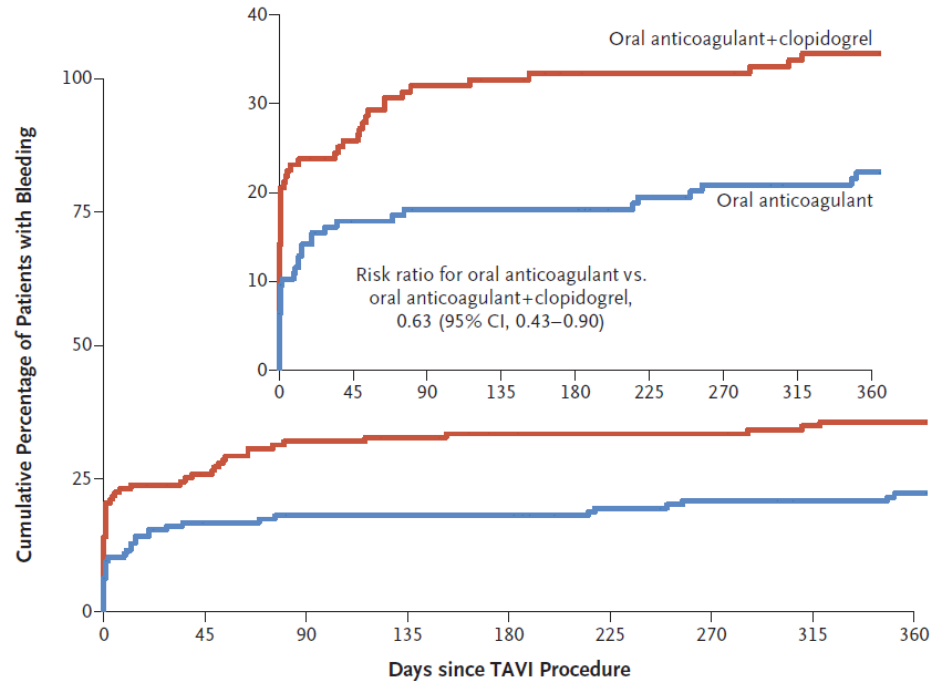 Cumulative Percentage of Patients with Bleeding
100
75
50
25
0
0 45 90 135 180 225 270 315 360
Days since TAVI Procedure
40
30
20
10
0
0 45 90 135 180 225 270 315 360
Oral anticoagulant+clopidogrel
Oral anticoagulant
Risk ratio for oral anticoagulant vs.
oral anticoagulant+clopidogrel,
0.63 (95% CI, 0.43–0.90)